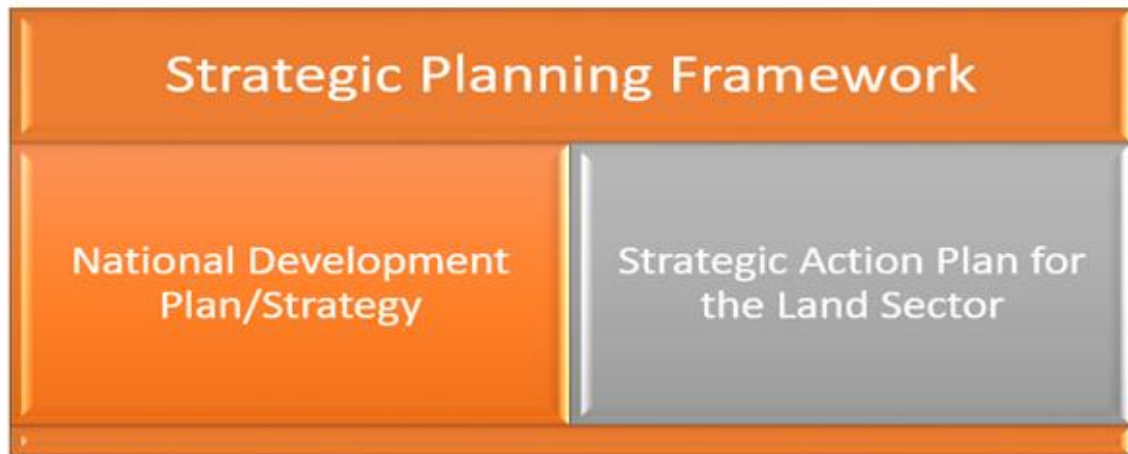 Strategic Planning Framework
National Development
Plan/Strategy
Strategic Action Plan for
the Land Sector